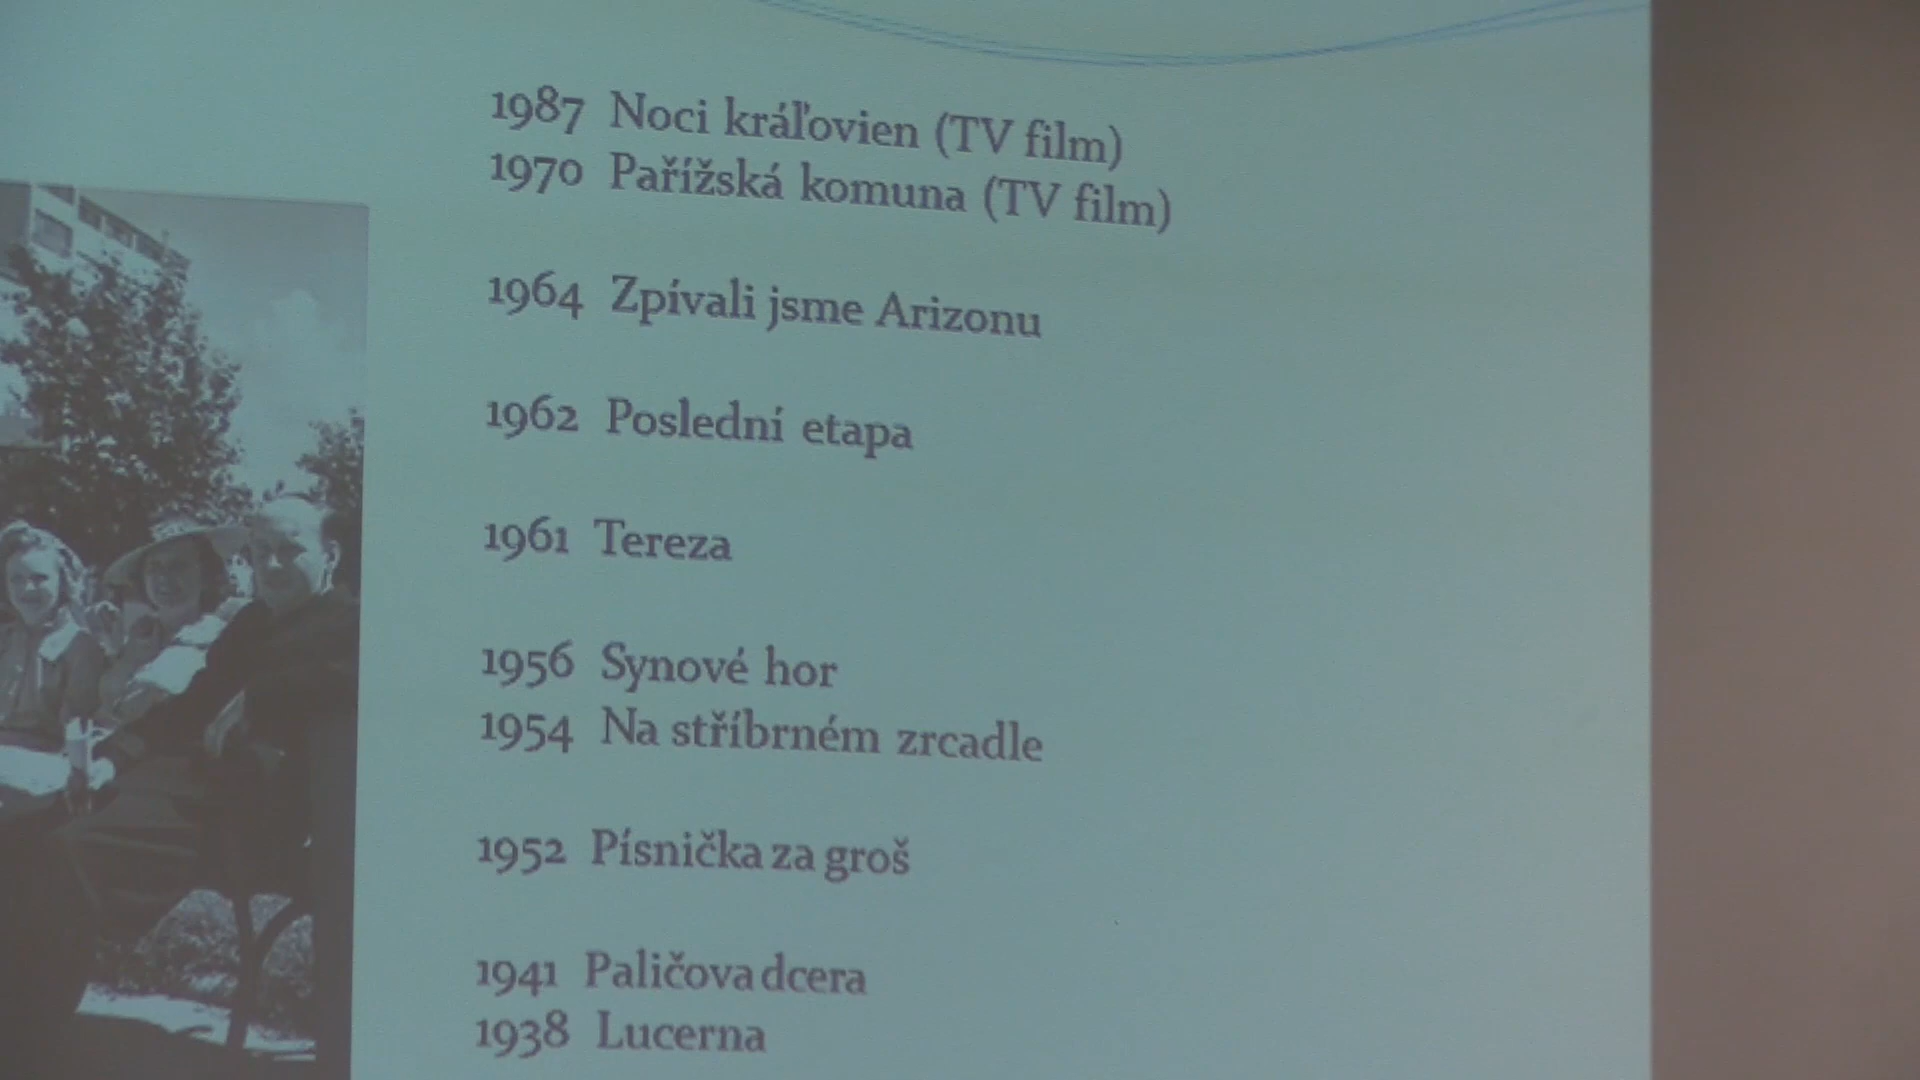 1987 Noci kráľovien (TV film)
1970 Pařížská komuna (TV film)
1964 Zpívali jsme Arizonu
1962 Poslední etapa
1961 Tereza
1956 Synové hor
1954 Na stříbrném zrcadle
1952 Písnička za groš
1941 Paličova dcera
1938 Lucerna